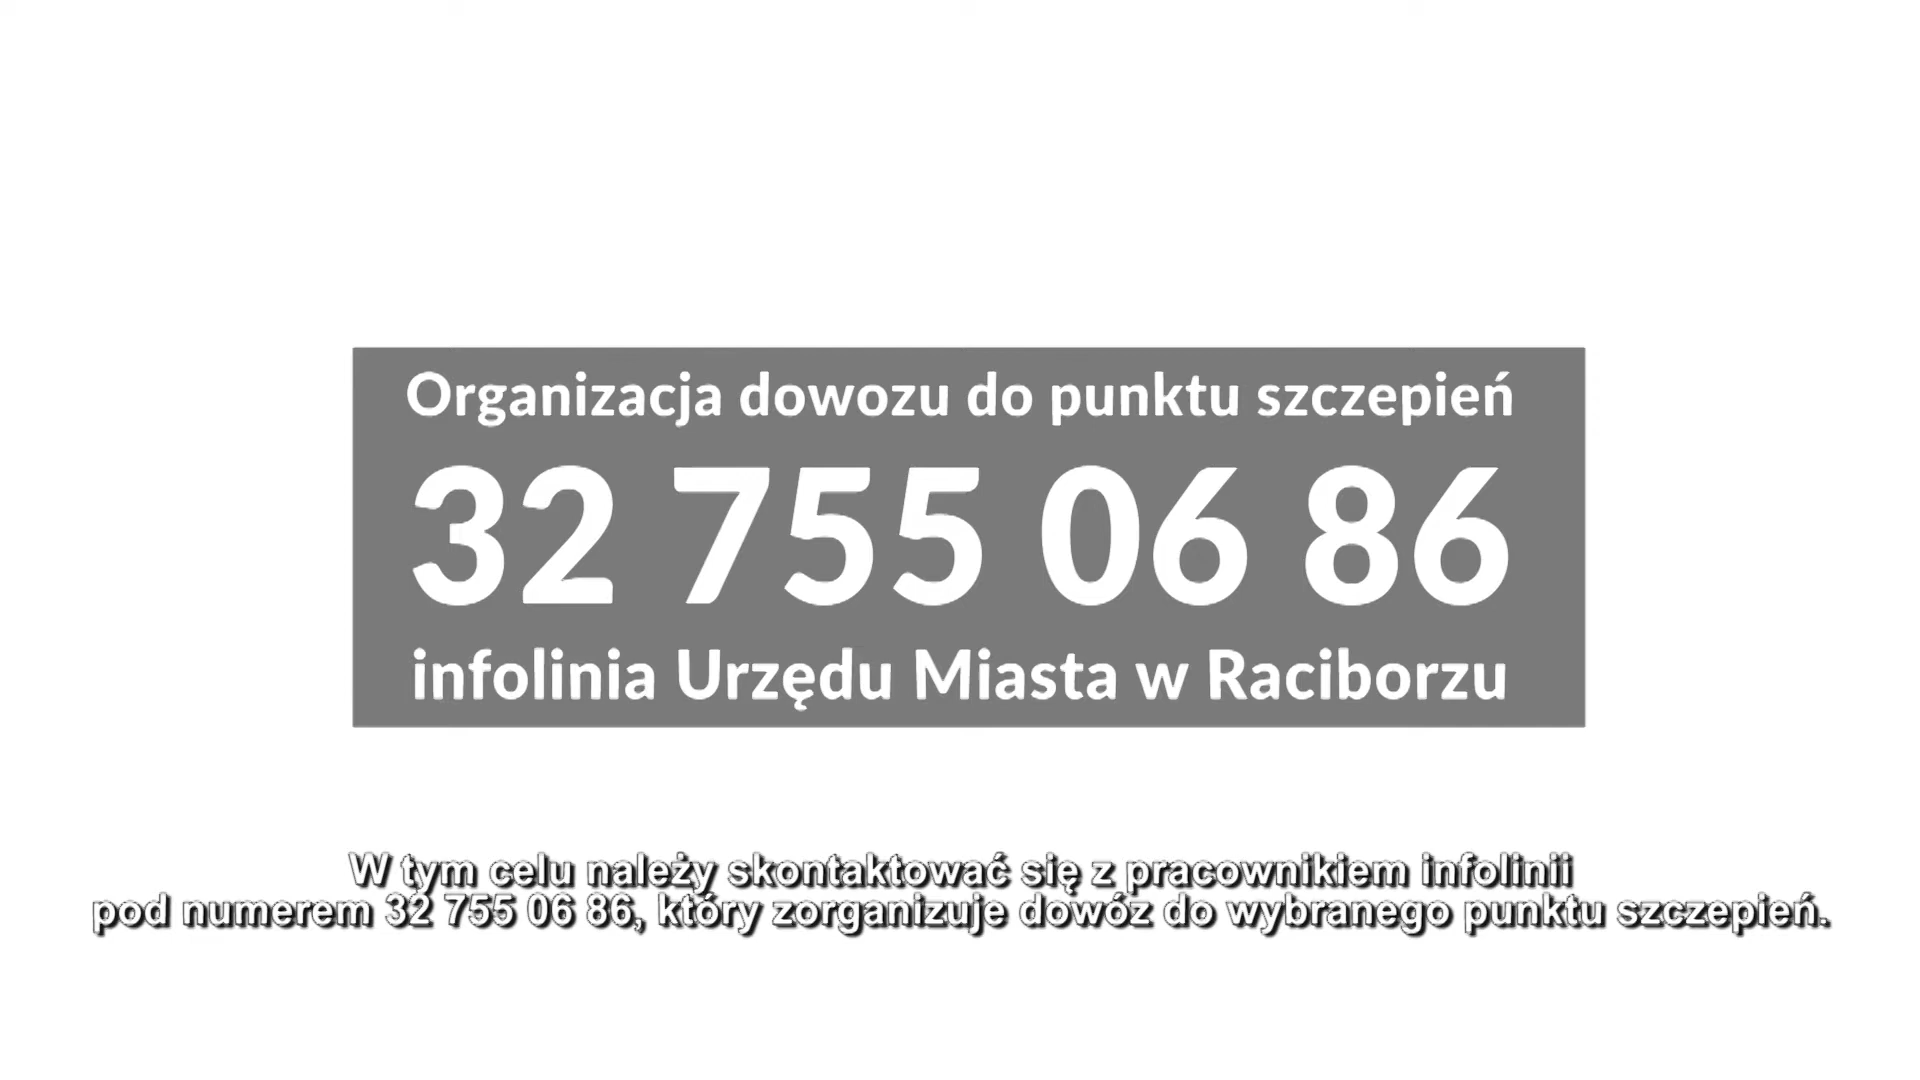 Organizacja dowozu do punktu szczepień
32 755 06 86
infolinia Urzędu Miasta w Raciborzu
W tym celu należy skontaktować się z pracownikiem infolinii
pod numerem 32 755 06 86, który zorganizuje dowóz do wybranego punktu szczepień.